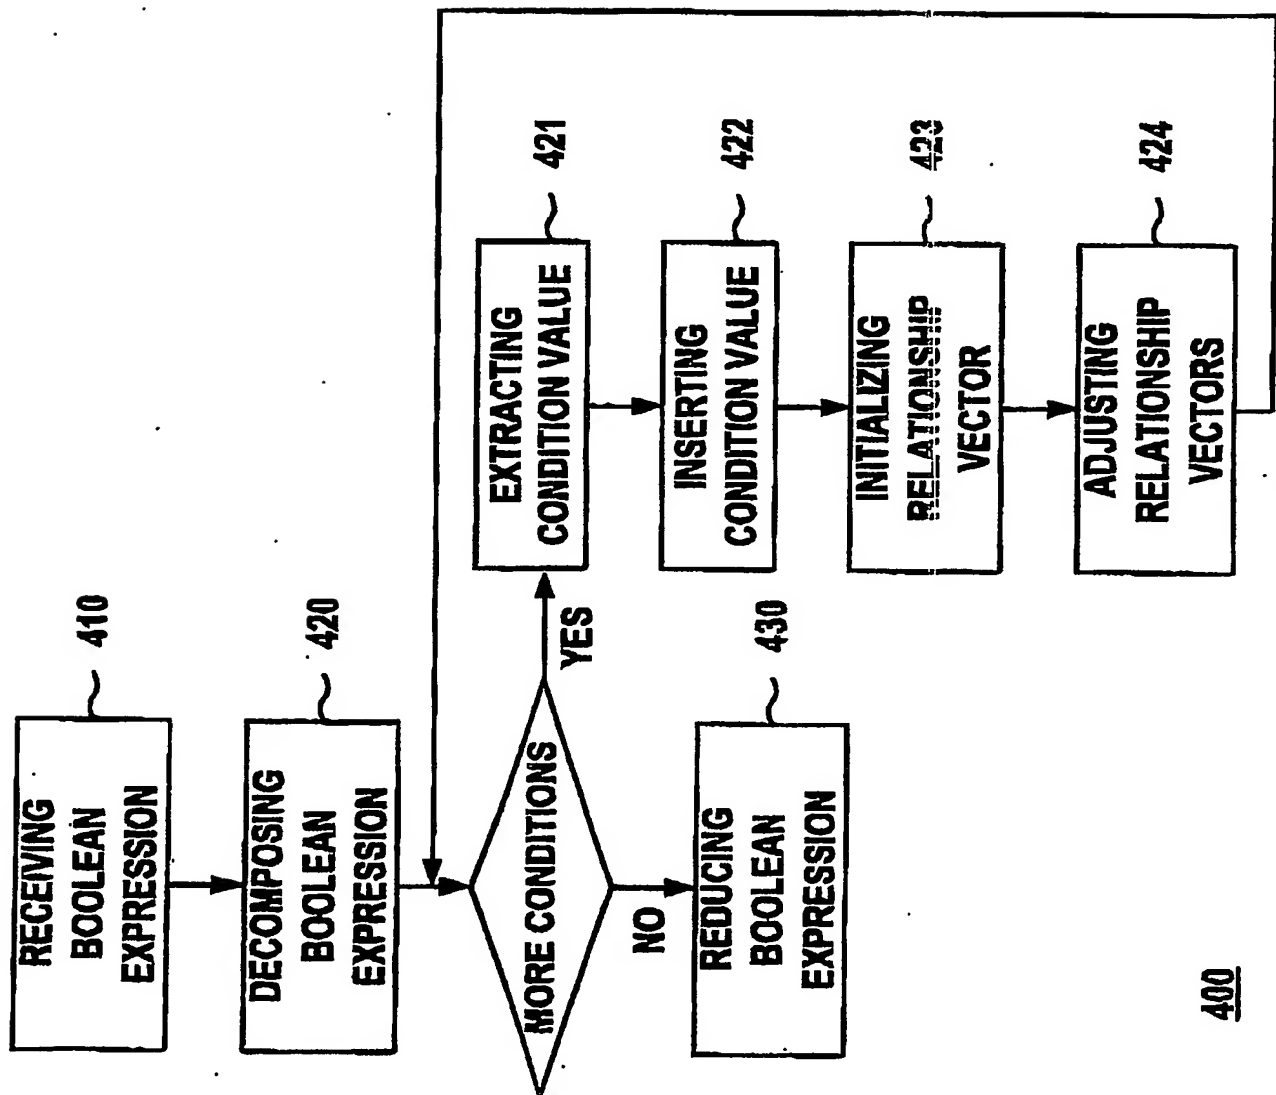 RECEIVING
BOOLEAN
EXPRESSION
410
DECOMPOSING
BOOLEAN
EXPRESSION
420
MORE CONDITIONS
YES
NO
EXTRACTING
CONDITION VALUE
421
INSERTING
CONDITION VALUE
422
INITIALIZING
RELATIONSHIP
VECTOR
423
ADJUSTING
RELATIONSHIP
VECTORS
424
REDUCING
BOOLEAN
EXPRESSION
430
400